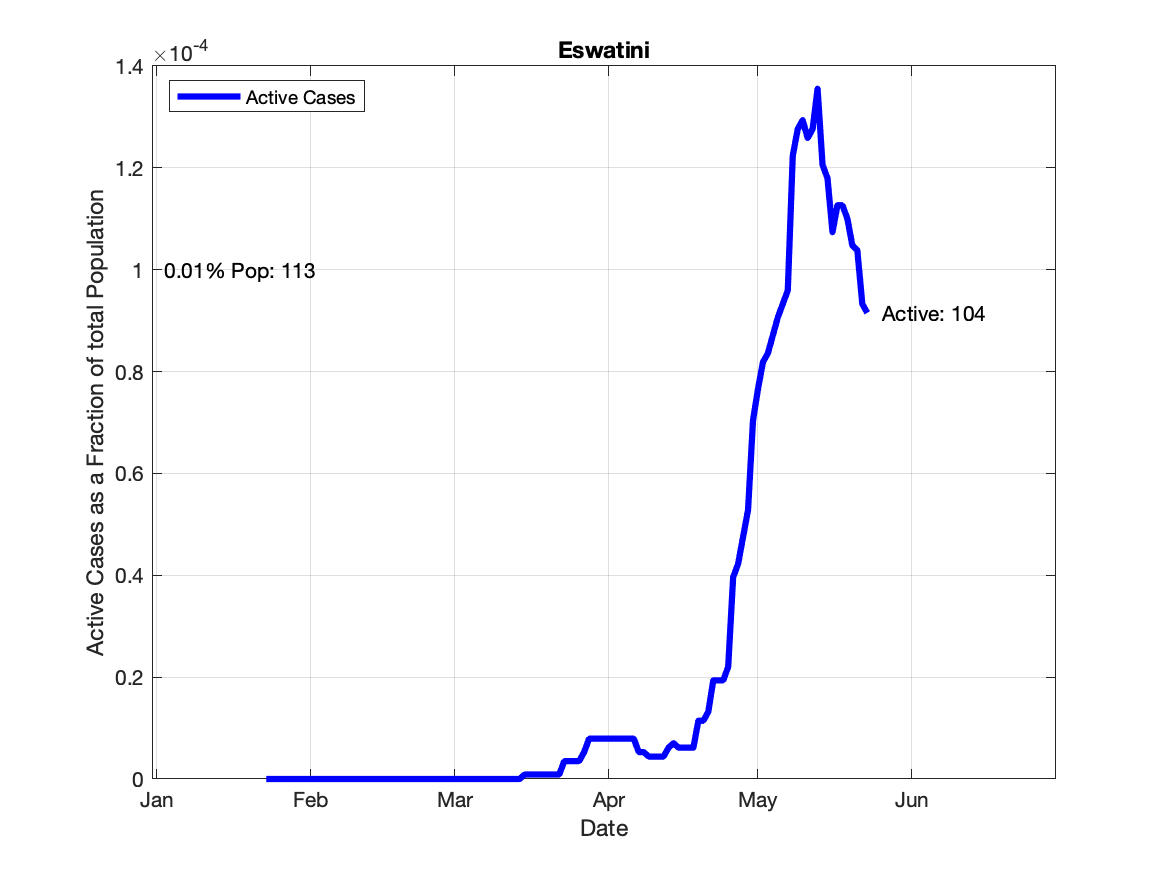 Eswatini
×10-4
Active Cases
1.4
1.2
1
0.8
0.6
0.4
0.2
0
Active Cases as a Fraction of total Population
0.01% Pop: 113
Active: 104
Jan Feb Mar Apr May Jun
Date